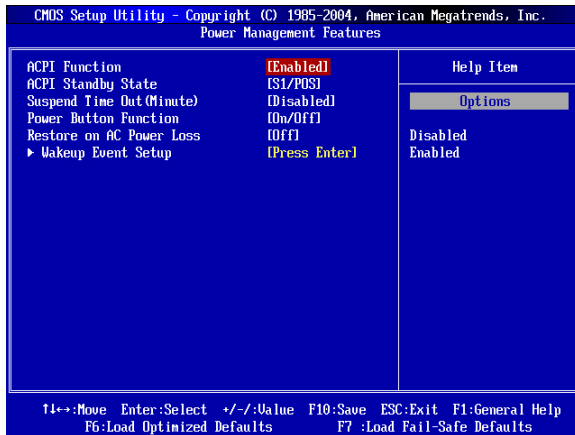 CMOS Setup Utility - Copyright (C) 1985-2004, American Megatrends, Inc.
Power Management Features
ACPI Function [Enabled]
ACPI Standby State [S1/POS]
Suspend Time Out(Minute) [Disabled]
Power Button Function [On/Off]
Restore on AC Power Loss [Off]
▶ Wakeup Event Setup [Press Enter]
Help Item
Options
Disabled
Enabled
↑↓↔:Move Enter:Select +/-/:Value F10:Save ESC:Exit F1:General Help
F6:Load Optimized Defaults F7 :Load Fail-Safe Defaults